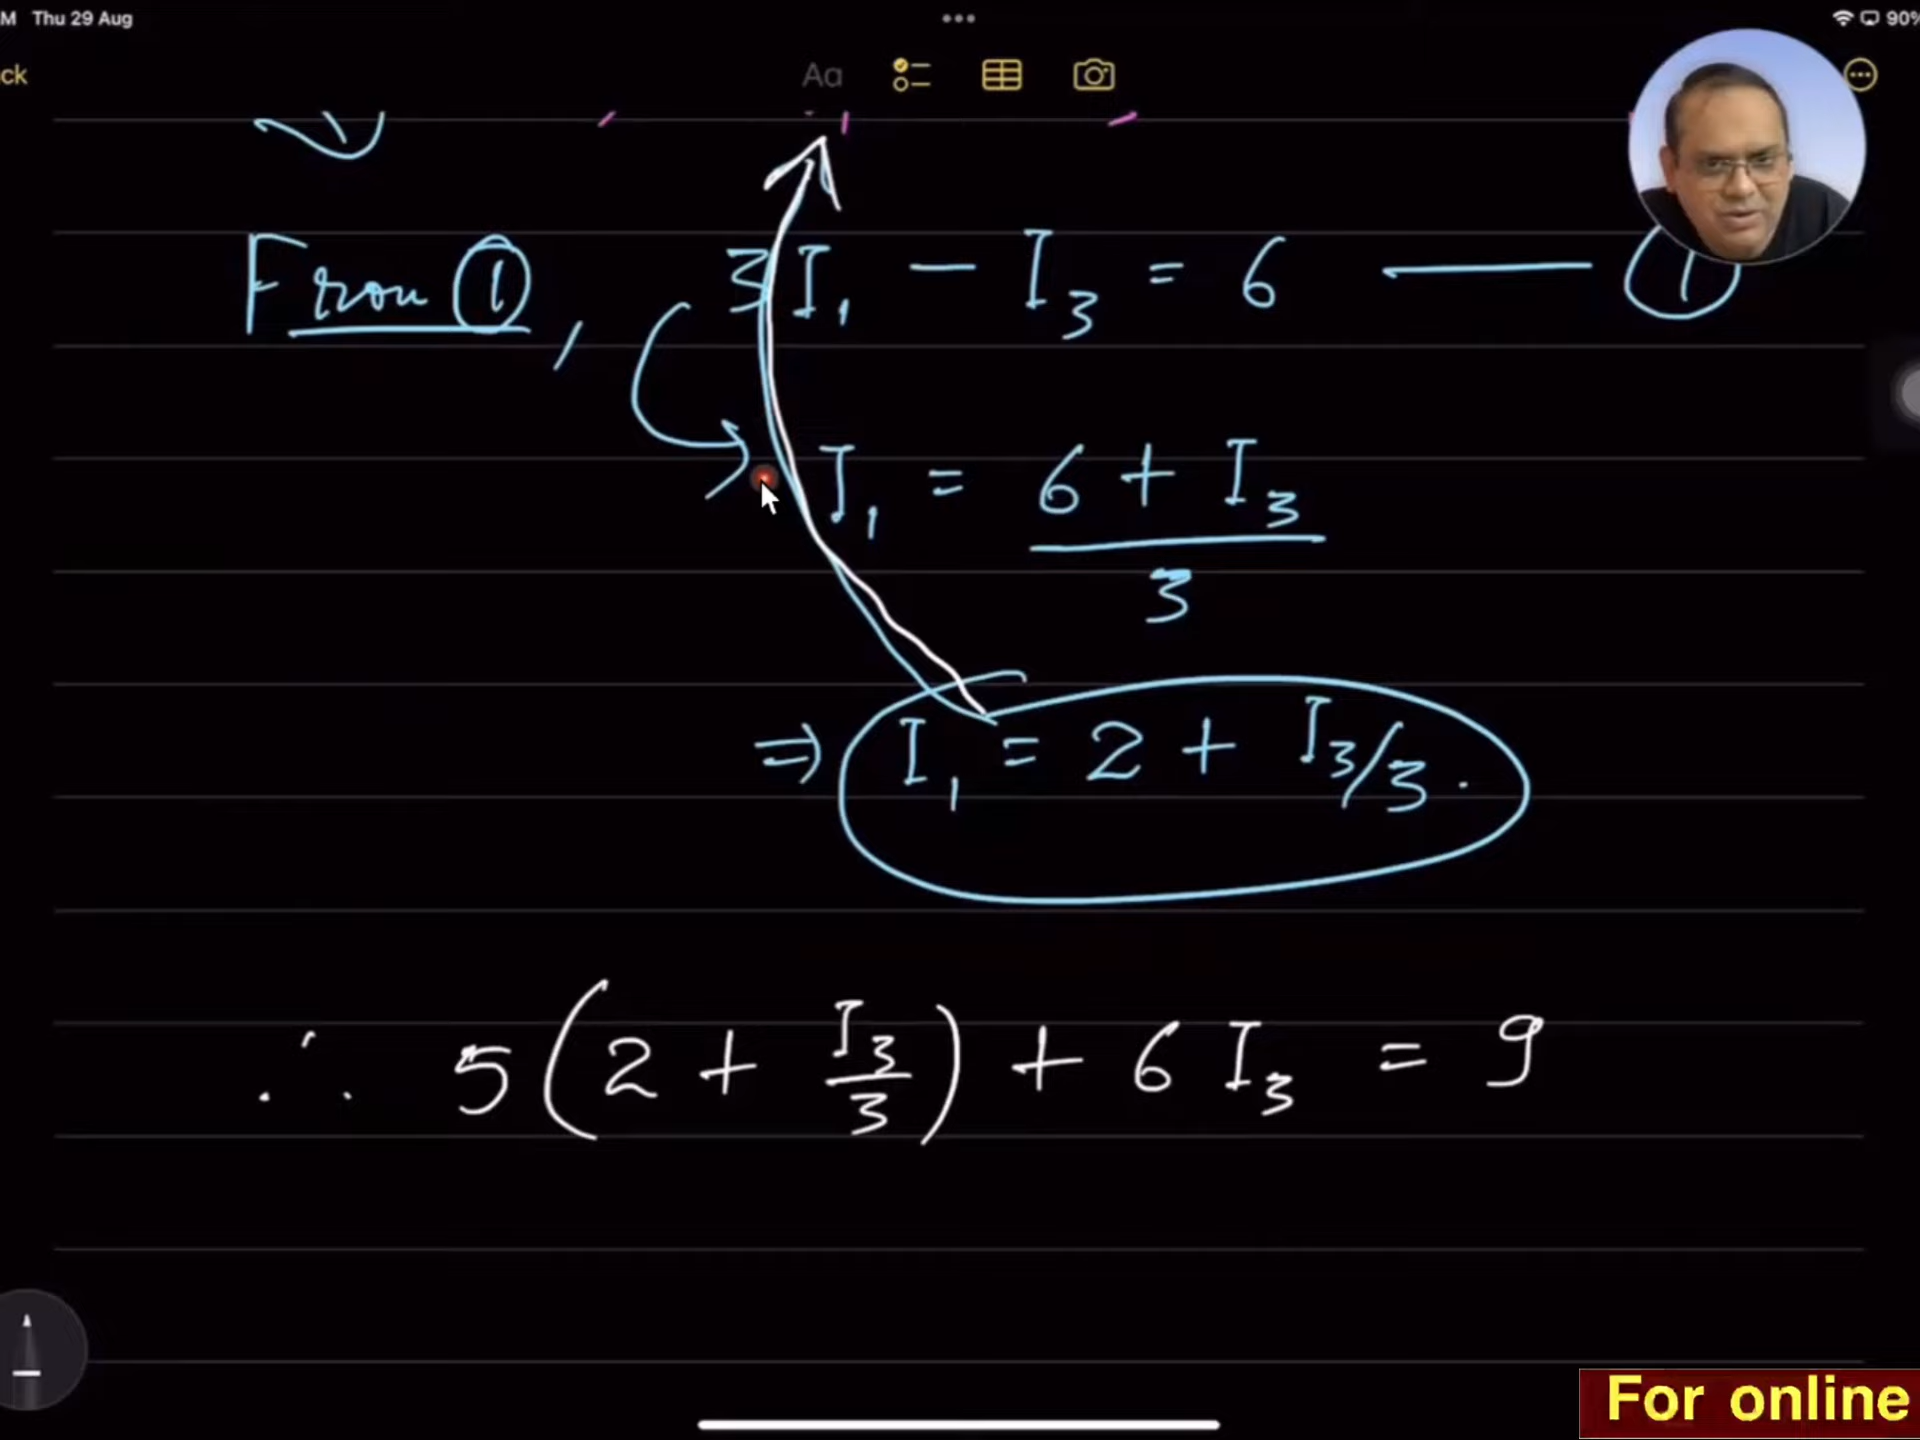 M Thu 29 Aug 90%
ck Aa
From ①, 3I₁ - I₃ = 6 —— ①
I₁ = 6 + I₃
3
⇒ I₁ = 2 + I₃/3.
∴ 5(2 + I₃/3) + 6I₃ = 9
For online